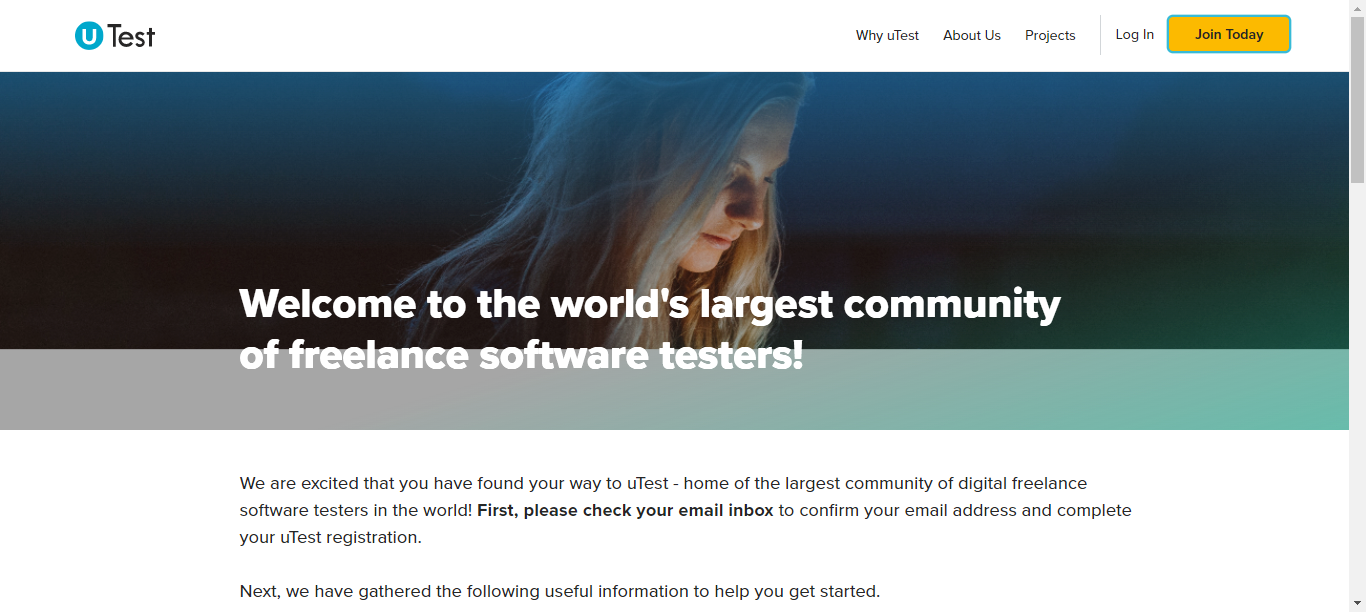 uTest
Why uTest
About Us
Projects
Log In
Join Today
Welcome to the world's largest community
of freelance software testers!
We are excited that you have found your way to uTest - home of the largest community of digital freelance
software testers in the world! First, please check your email inbox to confirm your email address and complete
your uTest registration.
Next, we have gathered the following useful information to help you get started.